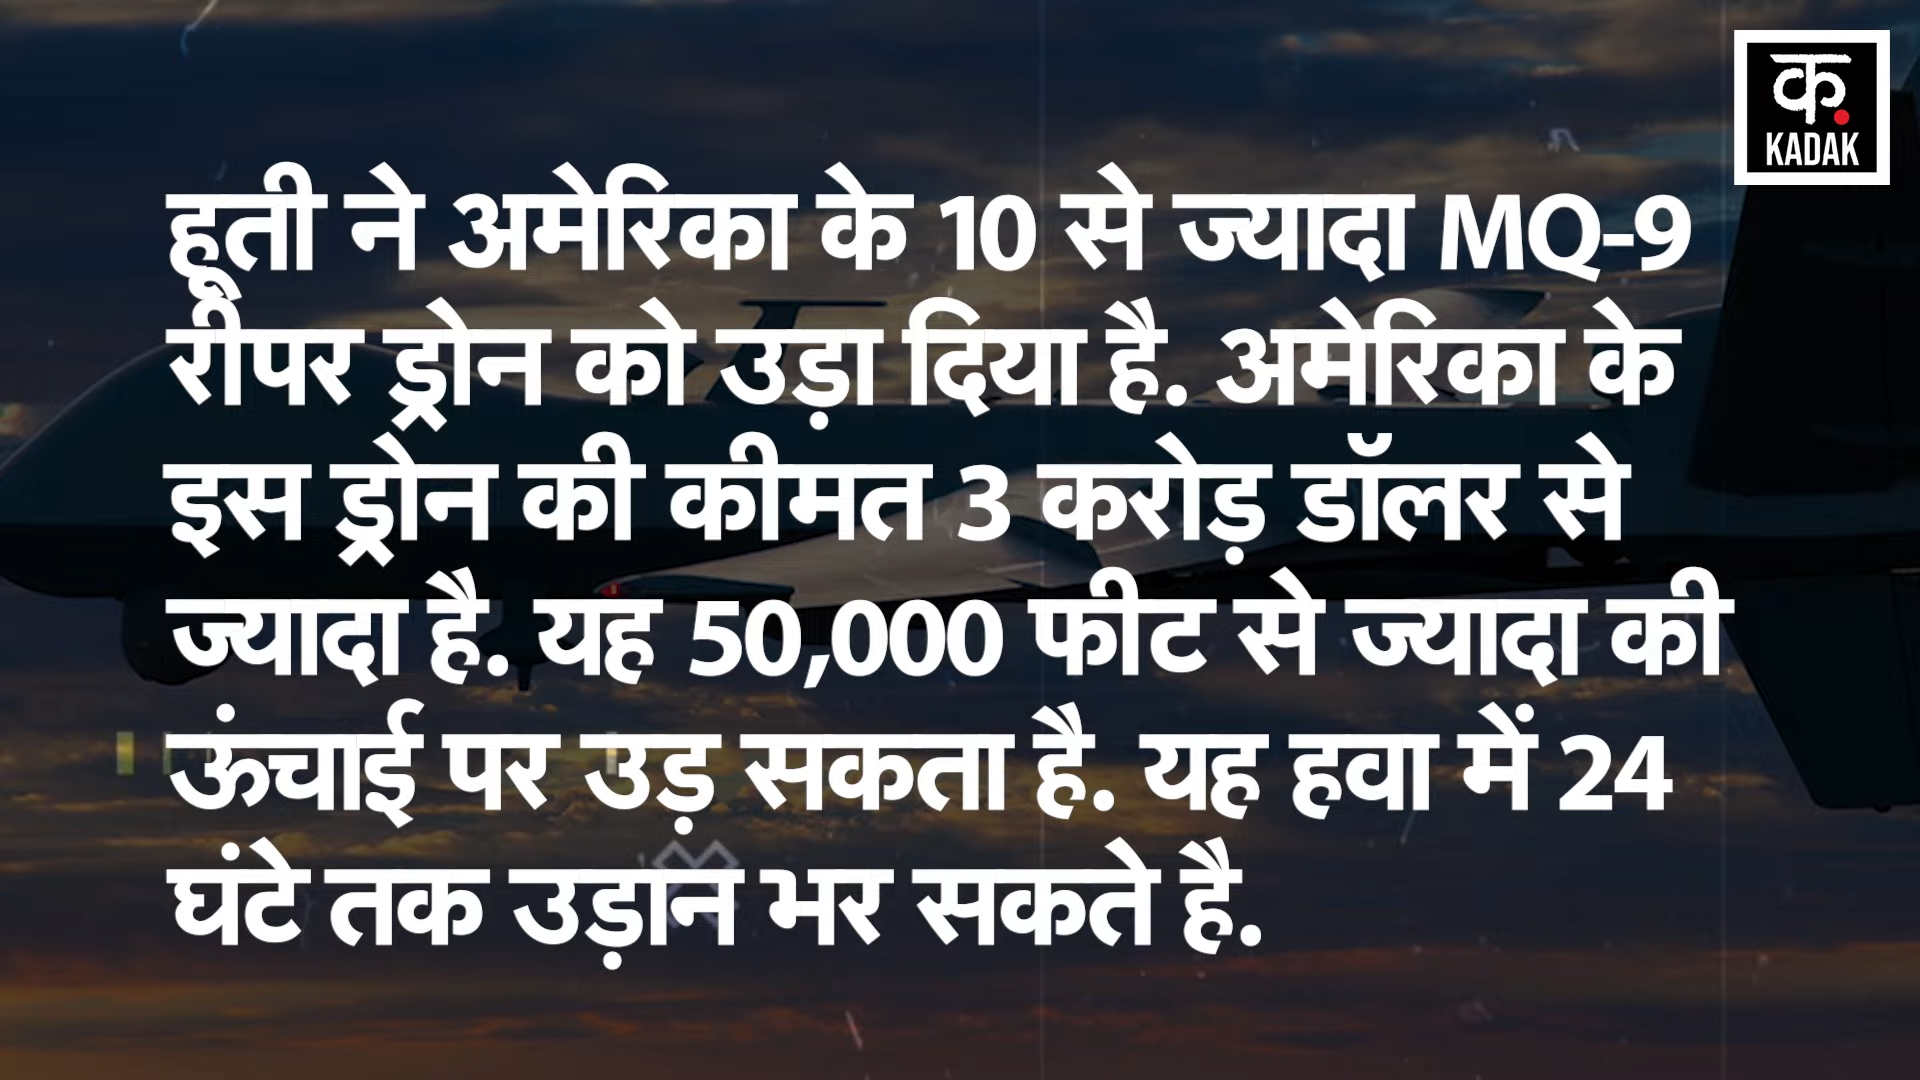 क
KADAK
हूती ने अमेरिका के 10 से ज्यादा MQ-9
रीपर ड्रोन को उड़ा दिया है. अमेरिका के
इस ड्रोन की कीमत 3 करोड़ डॉलर से
ज्यादा है. यह 50,000 फीट से ज्यादा की
ऊंचाई पर उड़ सकता है. यह हवा में 24
घंटे तक उड़ान भर सकते है.